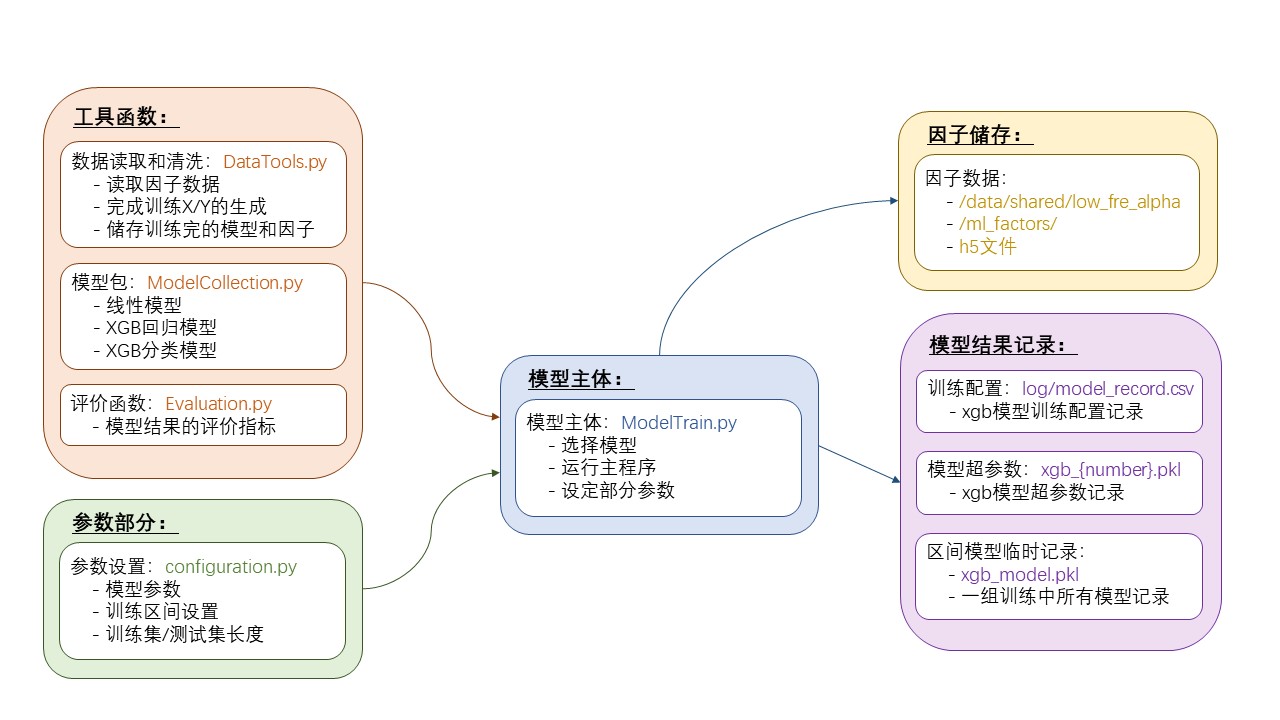 工具函数：
数据读取和清洗：DataTools.py
- 读取因子数据
- 完成训练X/Y的生成
- 储存训练完的模型和因子
模型包：ModelCollection.py
- 线性模型
- XGB回归模型
- XGB分类模型
评价函数：Evaluation.py
- 模型结果的评价指标
参数部分：
参数设置：configuration.py
- 模型参数
- 训练区间设置
- 训练集/测试集长度
模型主体：
模型主体：ModelTrain.py
- 选择模型
- 运行主程序
- 设定部分参数
因子储存：
因子数据：
- /data/shared/low_fre_alpha
- /ml_factors/
- h5文件
模型结果记录：
训练配置：log/model_record.csv
- xgb模型训练配置记录
模型超参数：xgb_{number}.pkl
- xgb模型超参数记录
区间模型临时记录：
- xgb_model.pkl
- 一组训练中所有模型记录